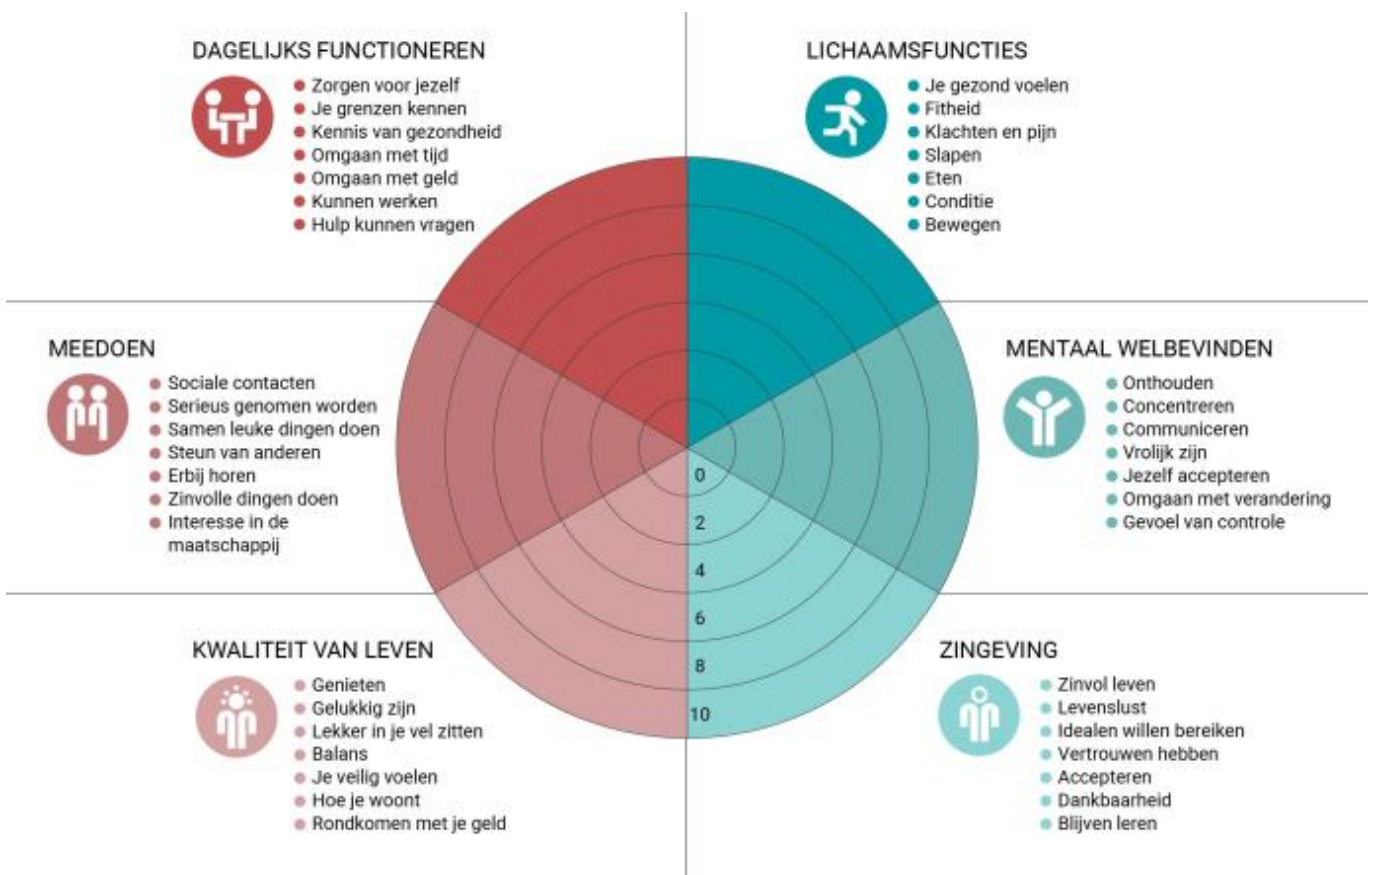 DAGELIJKS FUNCTIONEREN
Zorgen voor jezelf
Je grenzen kennen
Kennis van gezondheid
Omgaan met tijd
Omgaan met geld
Kunnen werken
Hulp kunnen vragen
LICHAAMSFUNCTIES
Je gezond voelen
Fitheid
Klachten en pijn
Slapen
Eten
Conditie
Bewegen
MEEDOEN
Sociale contacten
Serieus genomen worden
Samen leuke dingen doen
Steun van anderen
Erbij horen
Zinvolle dingen doen
Interesse in de
maatschappij
MENTAAL WELBEVINDEN
Onthouden
Concentreren
Communiceren
Vrolijk zijn
Jezelf accepteren
Omgaan met verandering
Gevoel van controle
0
2
4
6
8
10
KWALITEIT VAN LEVEN
Genieten
Gelukkig zijn
Lekker in je vel zitten
Balans
Je veilig voelen
Hoe je woont
Rondkomen met je geld
ZINGEVING
Zinvol leven
Levenslust
Idealen willen bereiken
Vertrouwen hebben
Accepteren
Dankbaarheid
Blijven leren